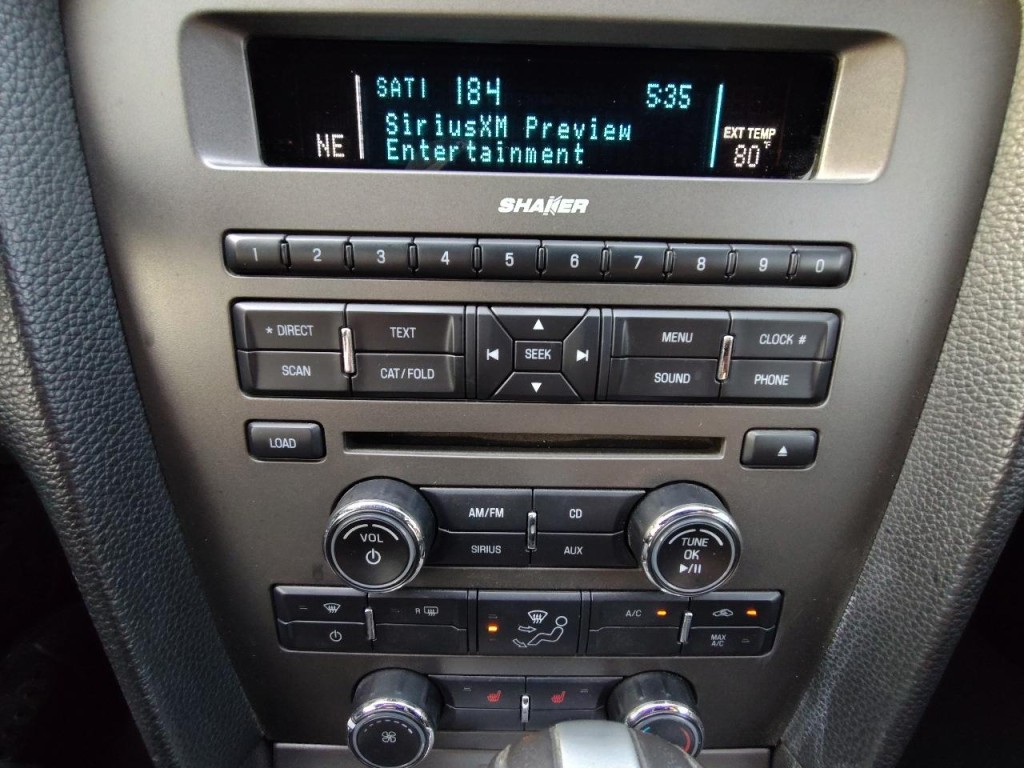 SAT1 184 5:35
SiriusXM Preview
NE Entertainment
EXT TEMP
80 °F
SHAKER
1 2 3 4 5 6 7 8 9 0
* DIRECT TEXT MENU CLOCK #
SEEK
SCAN CAT/FOLD SOUND PHONE
LOAD
AM/FM CD
VOL TUNE
OK
SIRIUS AUX
R A/C
MAX
A/C